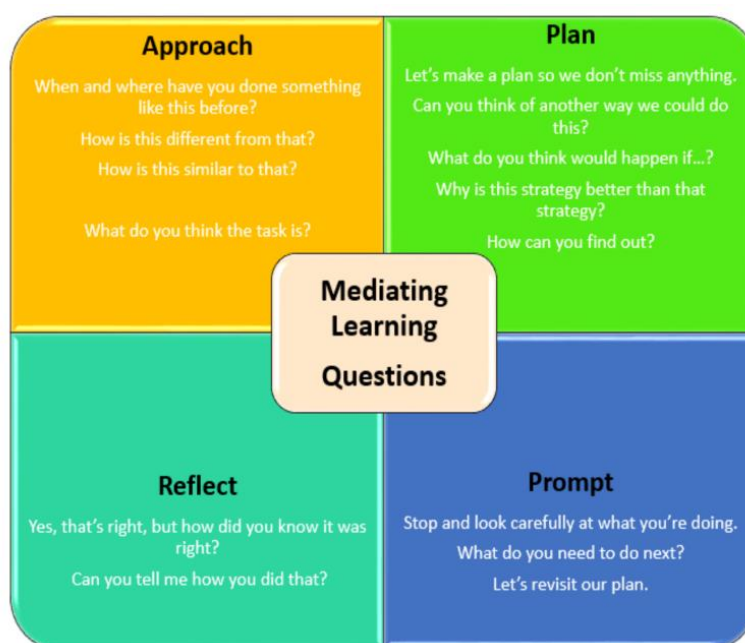 Approach
When and where have you done something
like this before?
How is this different from that?
How is this similar to that?
What do you think the task is?
Plan
Let's make a plan so we don't miss anything.
Can you think of another way we could do
this?
What do you think would happen if...?
Why is this strategy better than that
strategy?
How can you find out?
Mediating
Learning
Questions
Reflect
Yes, that's right, but how did you know it was
right?
Can you tell me how you did that?
Prompt
Stop and look carefully at what you're doing.
What do you need to do next?
Let's revisit our plan.